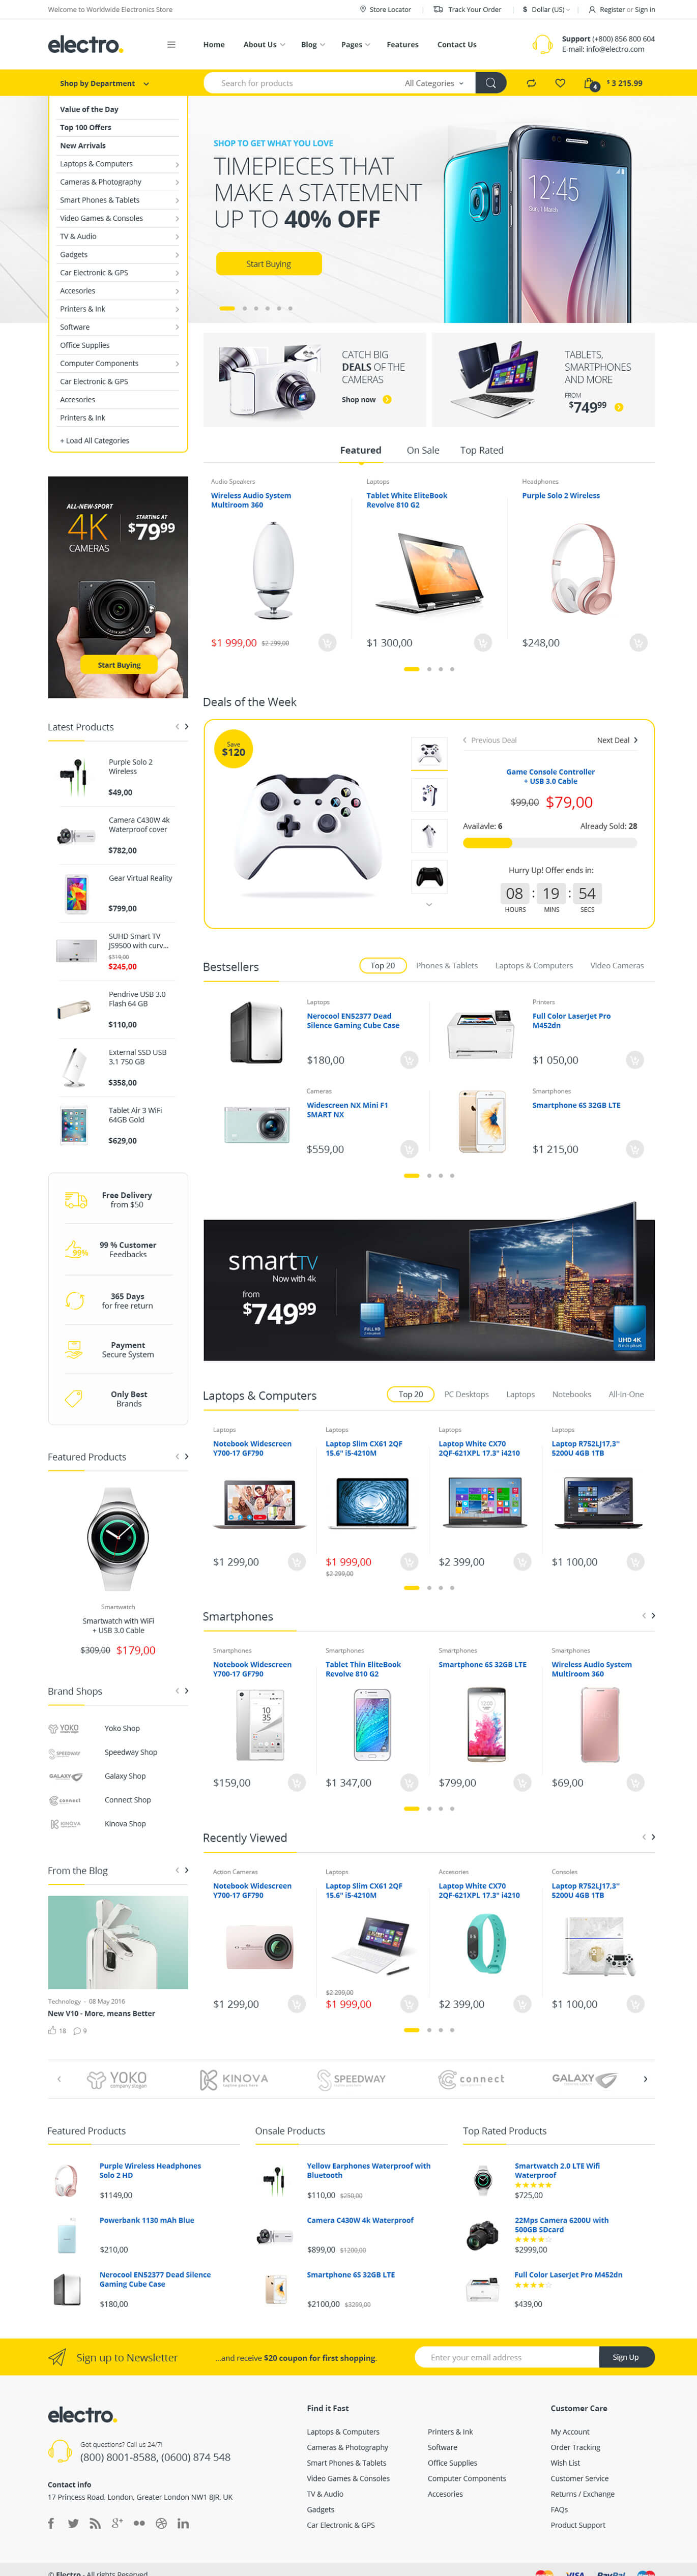 Welcome to Worldwide Electronics Store
Store Locator
Track Your Order
$ Dollar (US)
Register or Sign in
electro.
Home
About Us
Blog
Pages
Features
Contact Us
Support (+800) 856 800 604
E-mail: info@electro.com
Shop by Department
Search for products
All Categories
4
$ 3 215.99
Value of the Day
Top 100 Offers
New Arrivals
Laptops & Computers
Cameras & Photography
Smart Phones & Tablets
Video Games & Consoles
TV & Audio
Gadgets
Car Electronic & GPS
Accesories
Printers & Ink
Software
Office Supplies
Computer Components
Car Electronic & GPS
Accesories
Printers & Ink
+ Load All Categories
SHOP TO GET WHAT YOU LOVE
TIMEPIECES THAT
MAKE A STATEMENT
UP TO 40% OFF
Start Buying
12:45
CATCH BIG
DEALS OF THE
CAMERAS
Shop now
TABLETS,
SMARTPHONES
AND MORE
FROM
$749 99
Featured
On Sale
Top Rated
Audio Speakers
Wireless Audio System
Multiroom 360
$1 999,00 $2 299,00
Laptops
Tablet White EliteBook
Revolve 810 G2
$1 300,00
Headphones
Purple Solo 2 Wireless
$248,00
ALL-NEW-SPORT
4K
CAMERAS
STARTING AT
$79 99
Start Buying
Deals of the Week
Save
$120
Previous Deal
Next Deal
Game Console Controller
+ USB 3.0 Cable
$99,00 $79,00
Availavle: 6
Already Sold: 28
Hurry Up! Offer ends in:
08 : 19 : 54
HOURS MINS SECS
Latest Products
Purple Solo 2
Wireless
$49,00
Camera C430W 4k
Waterproof cover
$782,00
Gear Virtual Reality
$799,00
SUHD Smart TV
JS9500 with curv...
$319,00
$245,00
Pendrive USB 3.0
Flash 64 GB
$110,00
External SSD USB
3.1 750 GB
$358,00
Tablet Air 3 WiFi
64GB Gold
$629,00
Bestsellers
Top 20
Phones & Tablets
Laptops & Computers
Video Cameras
Laptops
Nerocool EN52377 Dead
Silence Gaming Cube Case
$180,00
Printers
Full Color LaserJet Pro
M452dn
$1 050,00
Cameras
Widescreen NX Mini F1
SMART NX
$559,00
Smartphones
Smartphone 6S 32GB LTE
$1 215,00
Free Delivery
from $50
99%
99 % Customer
Feedbacks
365 Days
for free return
Payment
Secure System
Only Best
Brands
smartTV
Now with 4k
from
$749 99
FULL HD
UHD 4K
Laptops & Computers
Top 20
PC Desktops
Laptops
Notebooks
All-In-One
Laptops
Notebook Widescreen
Y700-17 GF790
$1 299,00
Laptops
Laptop Slim CX61 2QF
15.6" i5-4210M
$1 999,00
$2 299,00
Laptops
Laptop White CX70
2QF-621XPL 17.3" i4210
$2 399,00
Laptops
Laptop R752LJ17,3"
5200U 4GB 1TB
$1 100,00
Featured Products
Smartwatch
Smartwatch with WiFi
+ USB 3.0 Cable
$309,00 $179,00
Smartphones
Smartphones
Notebook Widescreen
Y700-17 GF790
$159,00
Smartphones
Tablet Thin EliteBook
Revolve 810 G2
$1 347,00
Smartphones
Smartphone 6S 32GB LTE
$799,00
Smartphones
Wireless Audio System
Multiroom 360
$69,00
Brand Shops
YOKO
Yoko Shop
SPEEDWAY
Speedway Shop
GALAXY
Galaxy Shop
connect
Connect Shop
KINOVA
Kinova Shop
Recently Viewed
Action Cameras
Notebook Widescreen
Y700-17 GF790
$1 299,00
Laptops
Laptop Slim CX61 2QF
15.6" i5-4210M
$2 299,00
$1 999,00
Accesories
Laptop White CX70
2QF-621XPL 17.3" i4210
$2 399,00
Consoles
Laptop R752LJ17,3"
5200U 4GB 1TB
$1 100,00
From the Blog
Technology - 08 May 2016
New V10 - More, means Better
18
9
YOKO
company slogan
KINOVA
tagline goes here
SPEEDWAY
connect
GALAXY
Featured Products
Purple Wireless Headphones
Solo 2 HD
$1149,00
Powerbank 1130 mAh Blue
$210,00
Nerocool EN52377 Dead Silence
Gaming Cube Case
$180,00
Onsale Products
Yellow Earphones Waterproof with
Bluetooth
$110,00 $250,00
Camera C430W 4k Waterproof
$899,00 $1200,00
Smartphone 6S 32GB LTE
$2100,00 $3299,00
Top Rated Products
Smartwatch 2.0 LTE Wifi
Waterproof
$725,00
22Mps Camera 6200U with
500GB SDcard
$2999,00
Full Color LaserJet Pro M452dn
$439,00
Sign up to Newsletter
...and receive $20 coupon for first shopping.
Enter your email address
Sign Up
electro.
Got questions? Call us 24/7!
(800) 8001-8588, (0600) 874 548
Contact info
17 Princess Road, London, Greater London NW1 8JR, UK
Find it Fast
Laptops & Computers
Cameras & Photography
Smart Phones & Tablets
Video Games & Consoles
TV & Audio
Gadgets
Car Electronic & GPS
Printers & Ink
Software
Office Supplies
Computer Components
Accesories
Customer Care
My Account
Order Tracking
Wish List
Customer Service
Returns / Exchange
FAQs
Product Support
© Electro - All rights Reserved
VISA
PayPal